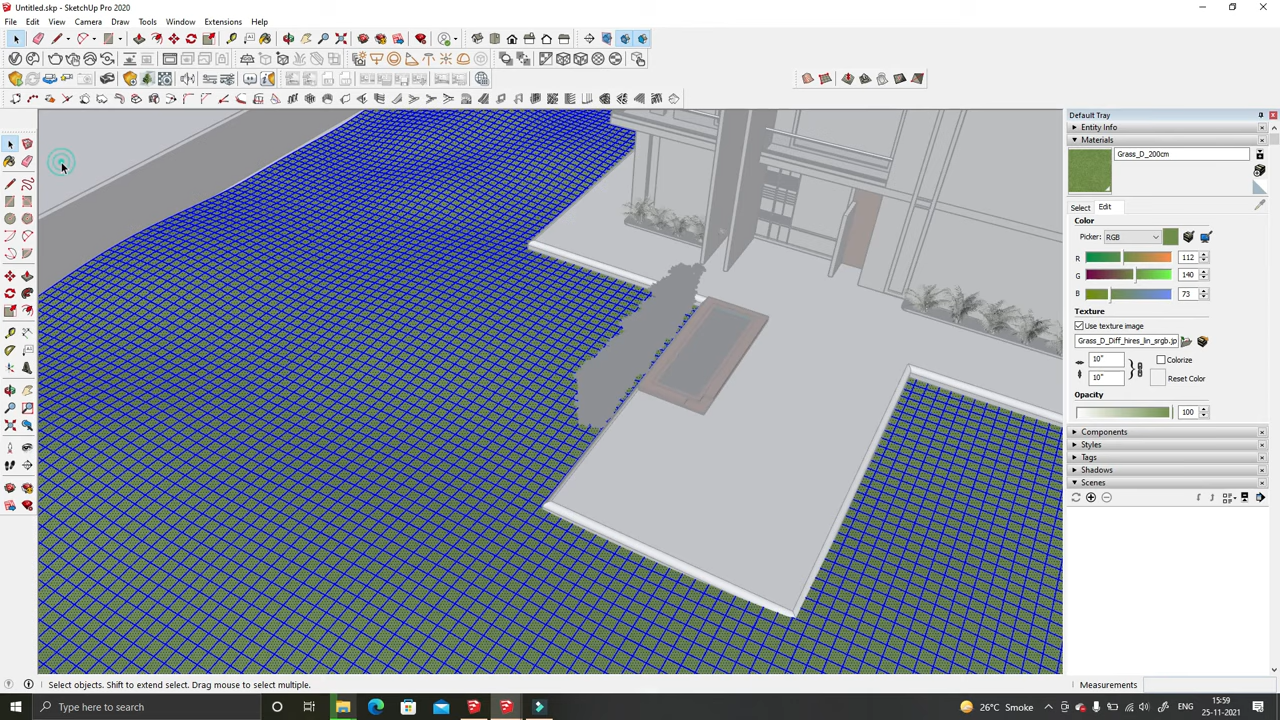 Untitled.skp - SketchUp Pro 2020
File Edit View Camera Draw Tools Window Extensions Help
Default Tray
Entity Info
Materials
Grass_D_200cm
Select Edit
Color
Picker: RGB
R 112
G 140
B 73
Texture
Use texture image
Grass_D_Diff_hires_lin_srgb.jp
10" Colorize
10" Reset Color
Opacity
100
Components
Styles
Tags
Shadows
Scenes
Select objects. Shift to extend select. Drag mouse to select multiple.
Measurements
Type here to search
26°C Smoke
ENG
15:59
25-11-2021